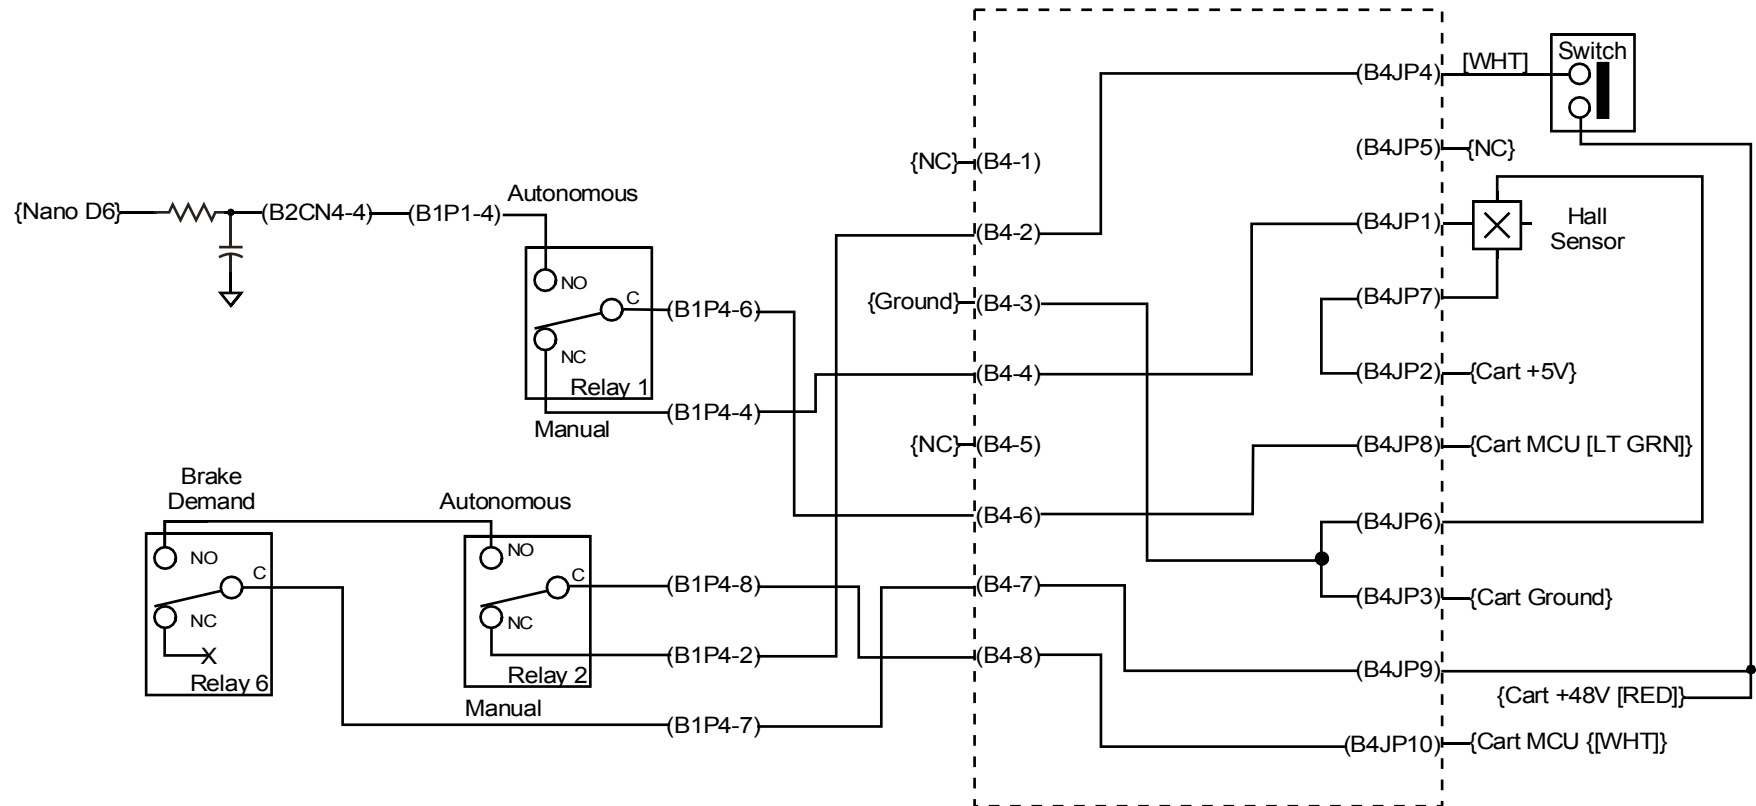 Switch
[WHT]
(B4JP4)
{NC}
(B4-1)
(B4JP5)
{NC}
Autonomous
{Nano D6}
(B2CN4-4)
(B1P1-4)
(B4-2)
(B4JP1)
Hall
Sensor
NO
C
(B1P4-6)
{Ground}
(B4-3)
(B4JP7)
NC
Relay 1
(B4-4)
(B4JP2)
{Cart +5V}
(B1P4-4)
Manual
{NC}
(B4-5)
(B4JP8)
{Cart MCU [LT GRN]}
Brake
Demand
Autonomous
(B4-6)
(B4JP6)
NO
C
NC
X
Relay 6
NO
C
NC
Relay 2
Manual
(B1P4-8)
(B4-7)
(B4JP3)
{Cart Ground}
(B1P4-2)
(B4-8)
(B4JP9)
{Cart +48V [RED]}
(B1P4-7)
(B4JP10)
{Cart MCU {[WHT]}